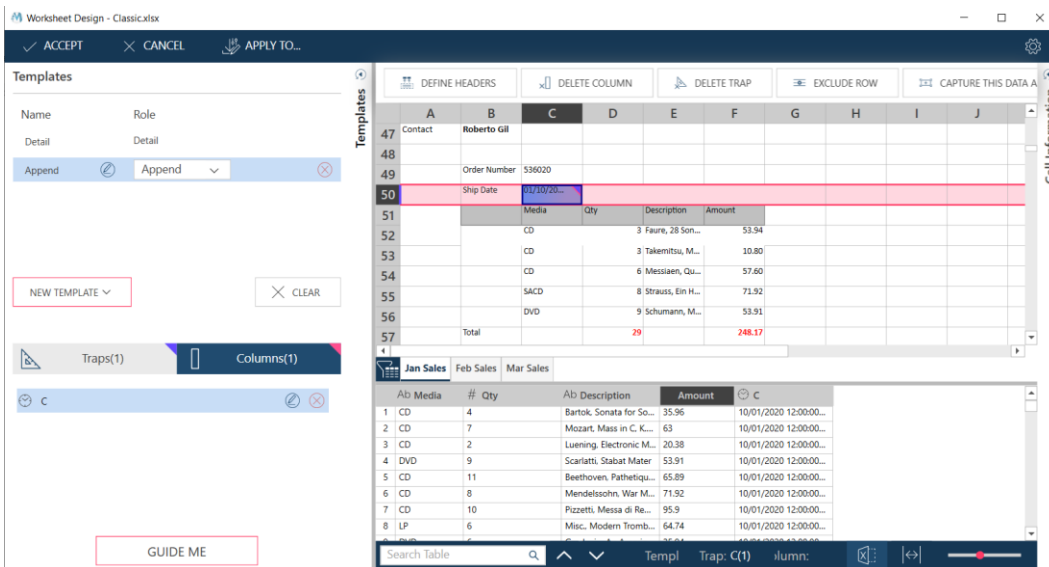 Worksheet Design - Classic.xlsx
ACCEPT CANCEL APPLY TO...
Templates
Name Role
Detail Detail
Append Append
NEW TEMPLATE CLEAR
Traps(1) Columns(1)
C
GUIDE ME
Templates
DEFINE HEADERS DELETE COLUMN DELETE TRAP EXCLUDE ROW CAPTURE THIS DATA A
A B C D E F G H I J
47 Contact Roberto Gil
48
49 Order Number 536020
50 Ship Date 01/10/20...
51 Media Qty Description Amount
52 CD 3 Faure, 28 Son... 53.94
53 CD 3 Takemitsu, M... 10.80
54 CD 6 Messiaen, Qu... 57.60
55 SACD 8 Strauss, Ein H... 71.92
56 DVD 9 Schumann, M... 53.91
57 Total 29 248.17
Jan Sales Feb Sales Mar Sales
Ab Media # Qty Ab Description Amount C
1 CD 4 Bartok, Sonata for So... 35.96 10/01/2020 12:00:00...
2 CD 7 Mozart, Mass in C, K.... 63 10/01/2020 12:00:00...
3 CD 2 Luening, Electronic M... 20.38 10/01/2020 12:00:00...
4 DVD 9 Scarlatti, Stabat Mater 53.91 10/01/2020 12:00:00...
5 CD 11 Beethoven, Pathetiqu... 65.89 10/01/2020 12:00:00...
6 CD 8 Mendelssohn, War M... 71.92 10/01/2020 12:00:00...
7 CD 10 Pizzetti, Messa di Re... 95.9 10/01/2020 12:00:00...
8 LP 6 Misc., Modern Tromb... 64.74 10/01/2020 12:00:00...
Search Table Templ Trap: C(1) olumn: